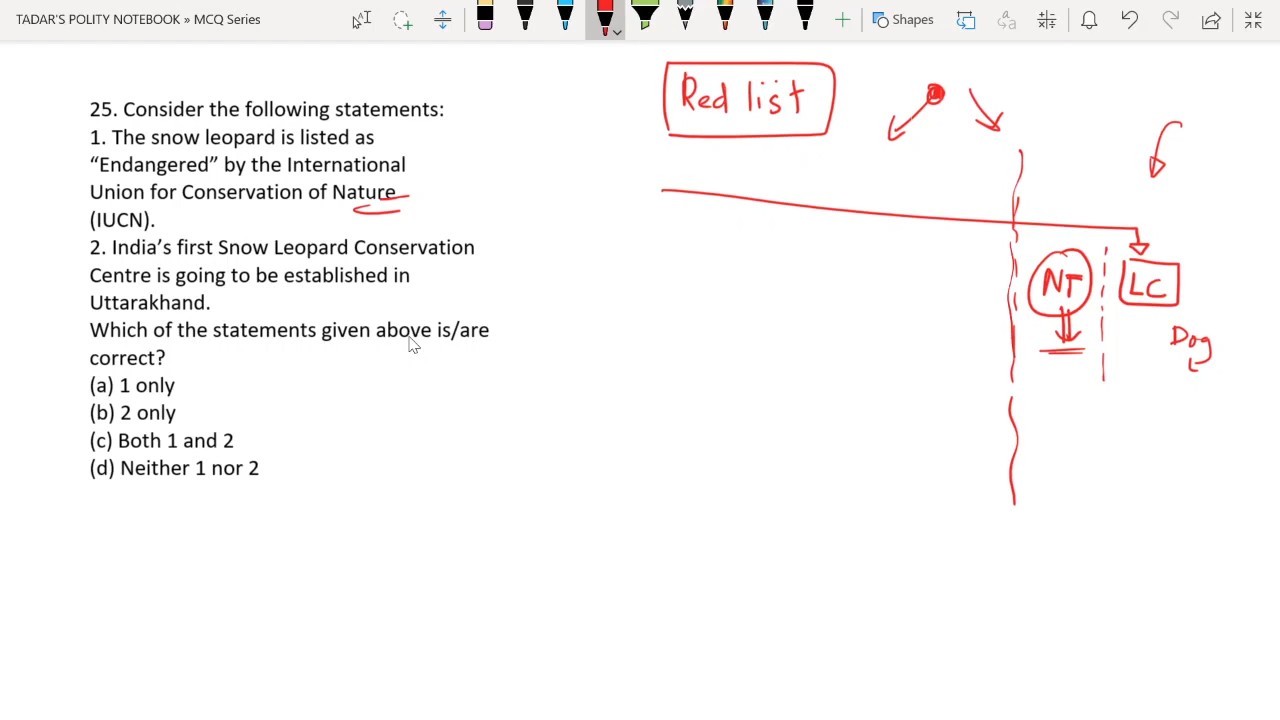 TADAR'S POLITY NOTEBOOK » MCQ Series
Shapes
25. Consider the following statements:
1. The snow leopard is listed as
“Endangered” by the International
Union for Conservation of Nature
(IUCN).
2. India’s first Snow Leopard Conservation
Centre is going to be established in
Uttarakhand.
Which of the statements given above is/are
correct?
(a) 1 only
(b) 2 only
(c) Both 1 and 2
(d) Neither 1 nor 2
Red list
NT
LC
Dog